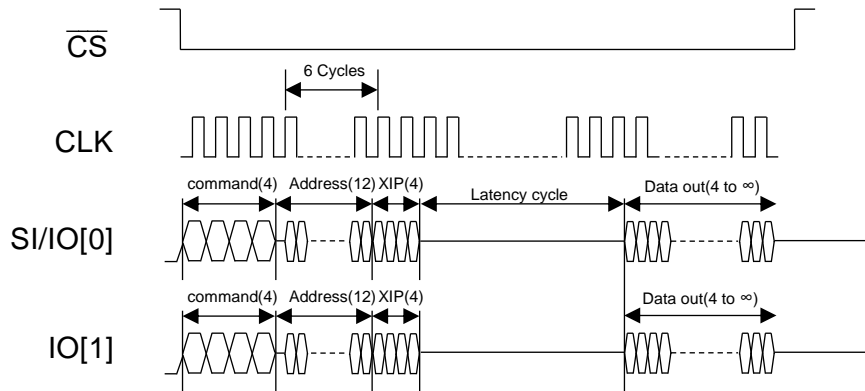 CS
6 Cycles
CLK
command(4) Address(12) XIP(4) Latency cycle Data out(4 to ∞)
SI/IO[0]
command(4) Address(12) XIP(4) Data out(4 to ∞)
IO[1]